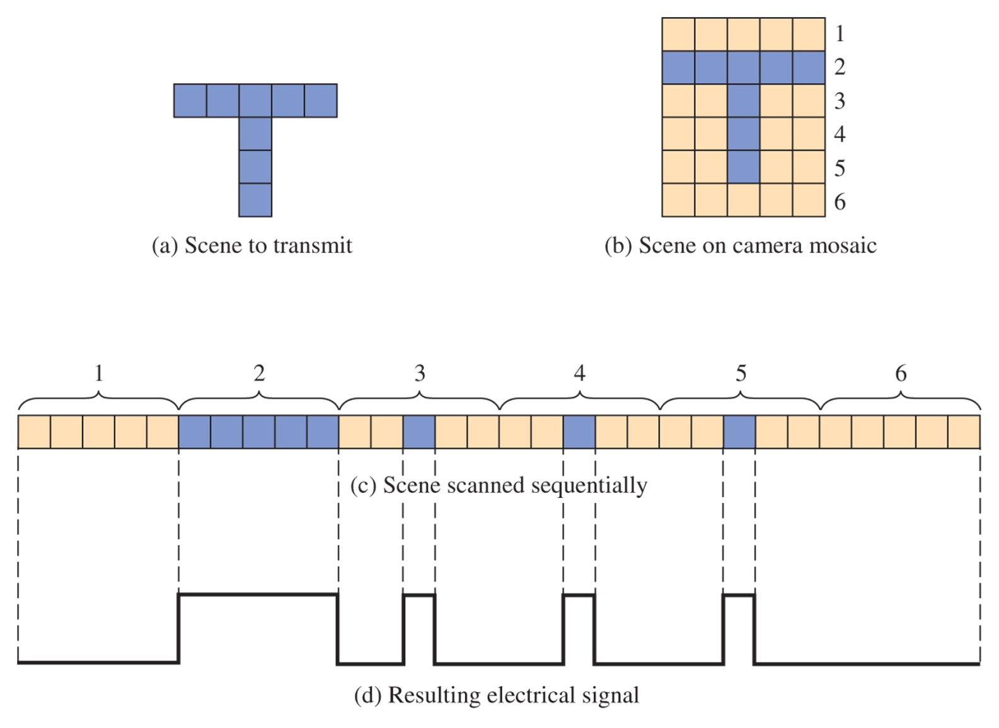 1
2
3
4
5
6
(a) Scene to transmit
(b) Scene on camera mosaic
1 2 3 4 5 6
(c) Scene scanned sequentially
(d) Resulting electrical signal